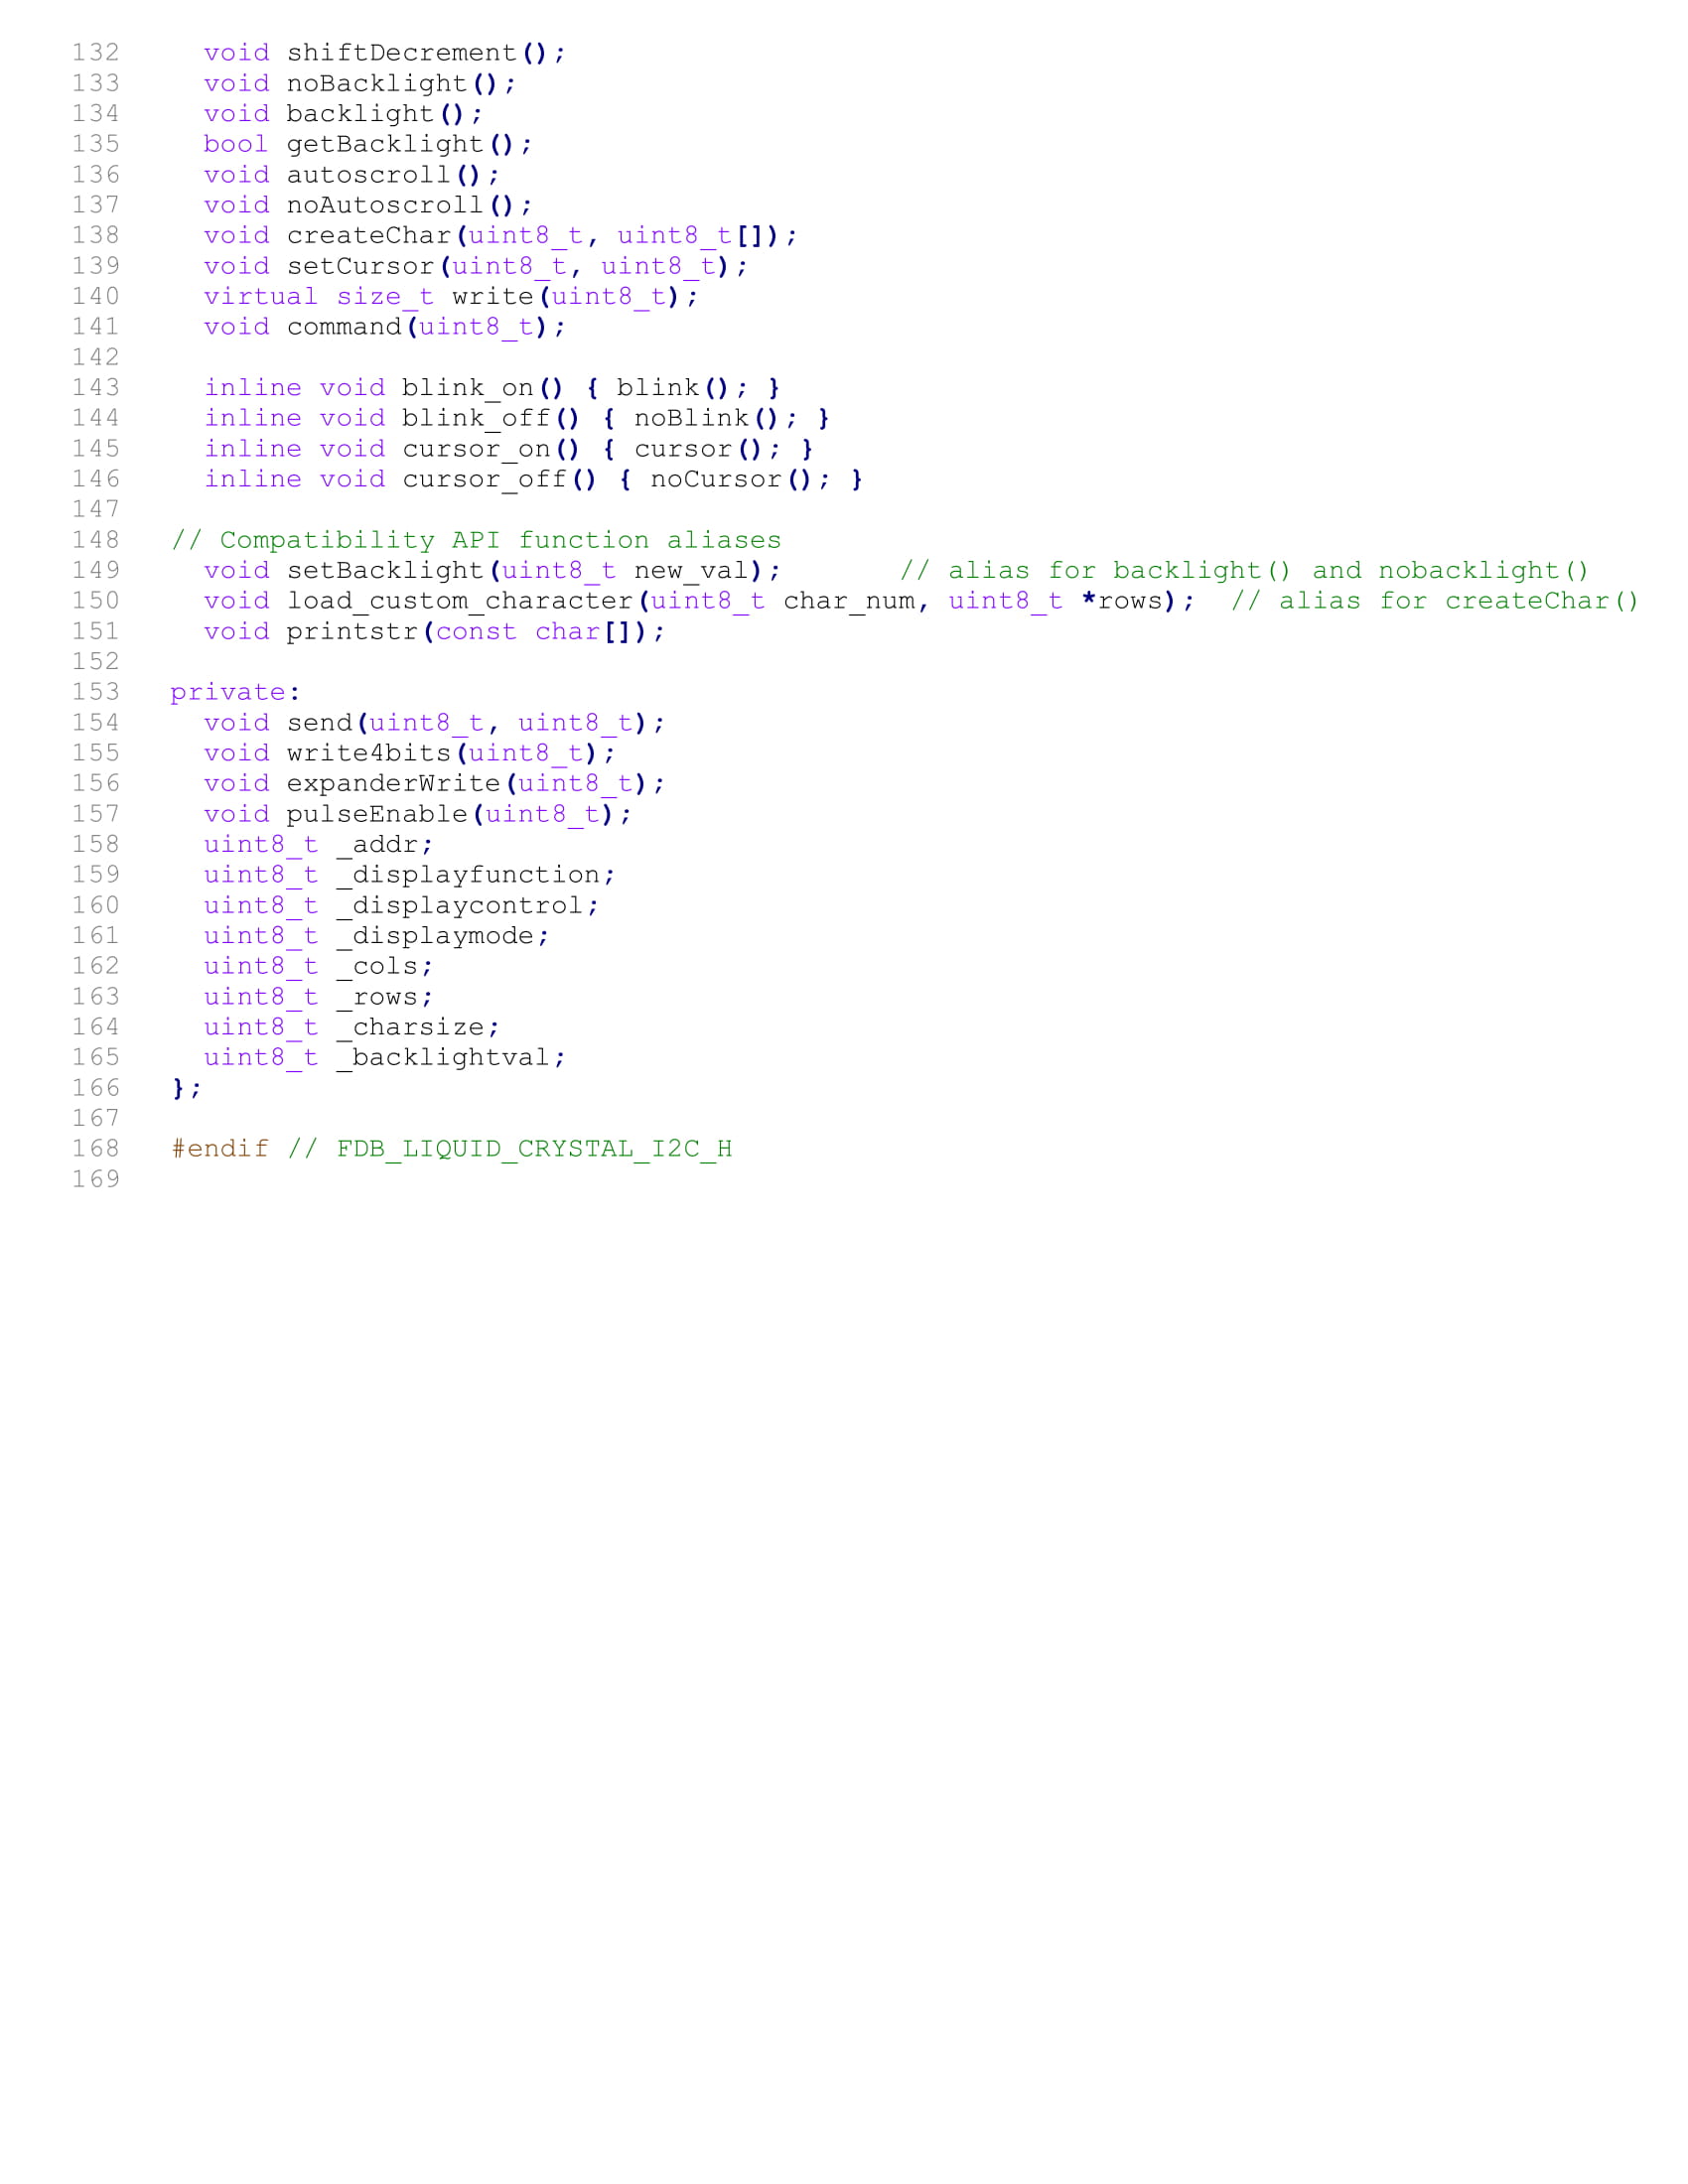 132     void shiftDecrement();
133     void noBacklight();
134     void backlight();
135     bool getBacklight();
136     void autoscroll();
137     void noAutoscroll();
138     void createChar(uint8_t, uint8_t[]);
139     void setCursor(uint8_t, uint8_t);
140     virtual size_t write(uint8_t);
141     void command(uint8_t);
142
143     inline void blink_on() { blink(); }
144     inline void blink_off() { noBlink(); }
145     inline void cursor_on() { cursor(); }
146     inline void cursor_off() { noCursor(); }
147
148   // Compatibility API function aliases
149     void setBacklight(uint8_t new_val);       // alias for backlight() and nobacklight()
150     void load_custom_character(uint8_t char_num, uint8_t *rows);  // alias for createChar()
151     void printstr(const char[]);
152
153   private:
154     void send(uint8_t, uint8_t);
155     void write4bits(uint8_t);
156     void expanderWrite(uint8_t);
157     void pulseEnable(uint8_t);
158     uint8_t _addr;
159     uint8_t _displayfunction;
160     uint8_t _displaycontrol;
161     uint8_t _displaymode;
162     uint8_t _cols;
163     uint8_t _rows;
164     uint8_t _charsize;
165     uint8_t _backlightval;
166   };
167
168   #endif // FDB_LIQUID_CRYSTAL_I2C_H
169